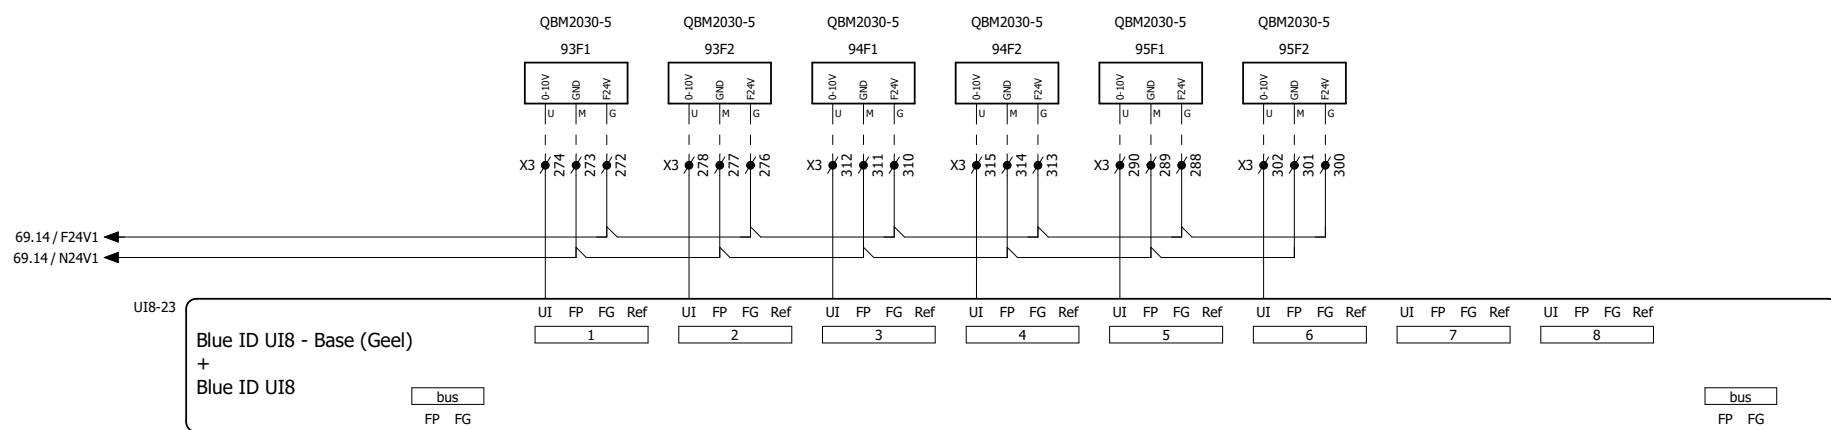 QBM2030-5 QBM2030-5 QBM2030-5 QBM2030-5 QBM2030-5 QBM2030-5
93F1 93F2 94F1 94F2 95F1 95F2
0-10V GND F24V 0-10V GND F24V 0-10V GND F24V 0-10V GND F24V 0-10V GND F24V 0-10V GND F24V
U M G U M G U M G U M G U M G U M G
X3 274 273 272 X3 278 277 276 X3 312 311 310 X3 315 314 313 X3 290 289 288 X3 302 301 300
69.14 / F24V1
69.14 / N24V1
UI8-23
UI FP FG Ref UI FP FG Ref UI FP FG Ref UI FP FG Ref UI FP FG Ref UI FP FG Ref UI FP FG Ref UI FP FG Ref
1 2 3 4 5 6 7 8
Blue ID UI8 - Base (Geel)
+
Blue ID UI8
bus bus
FP FG FP FG